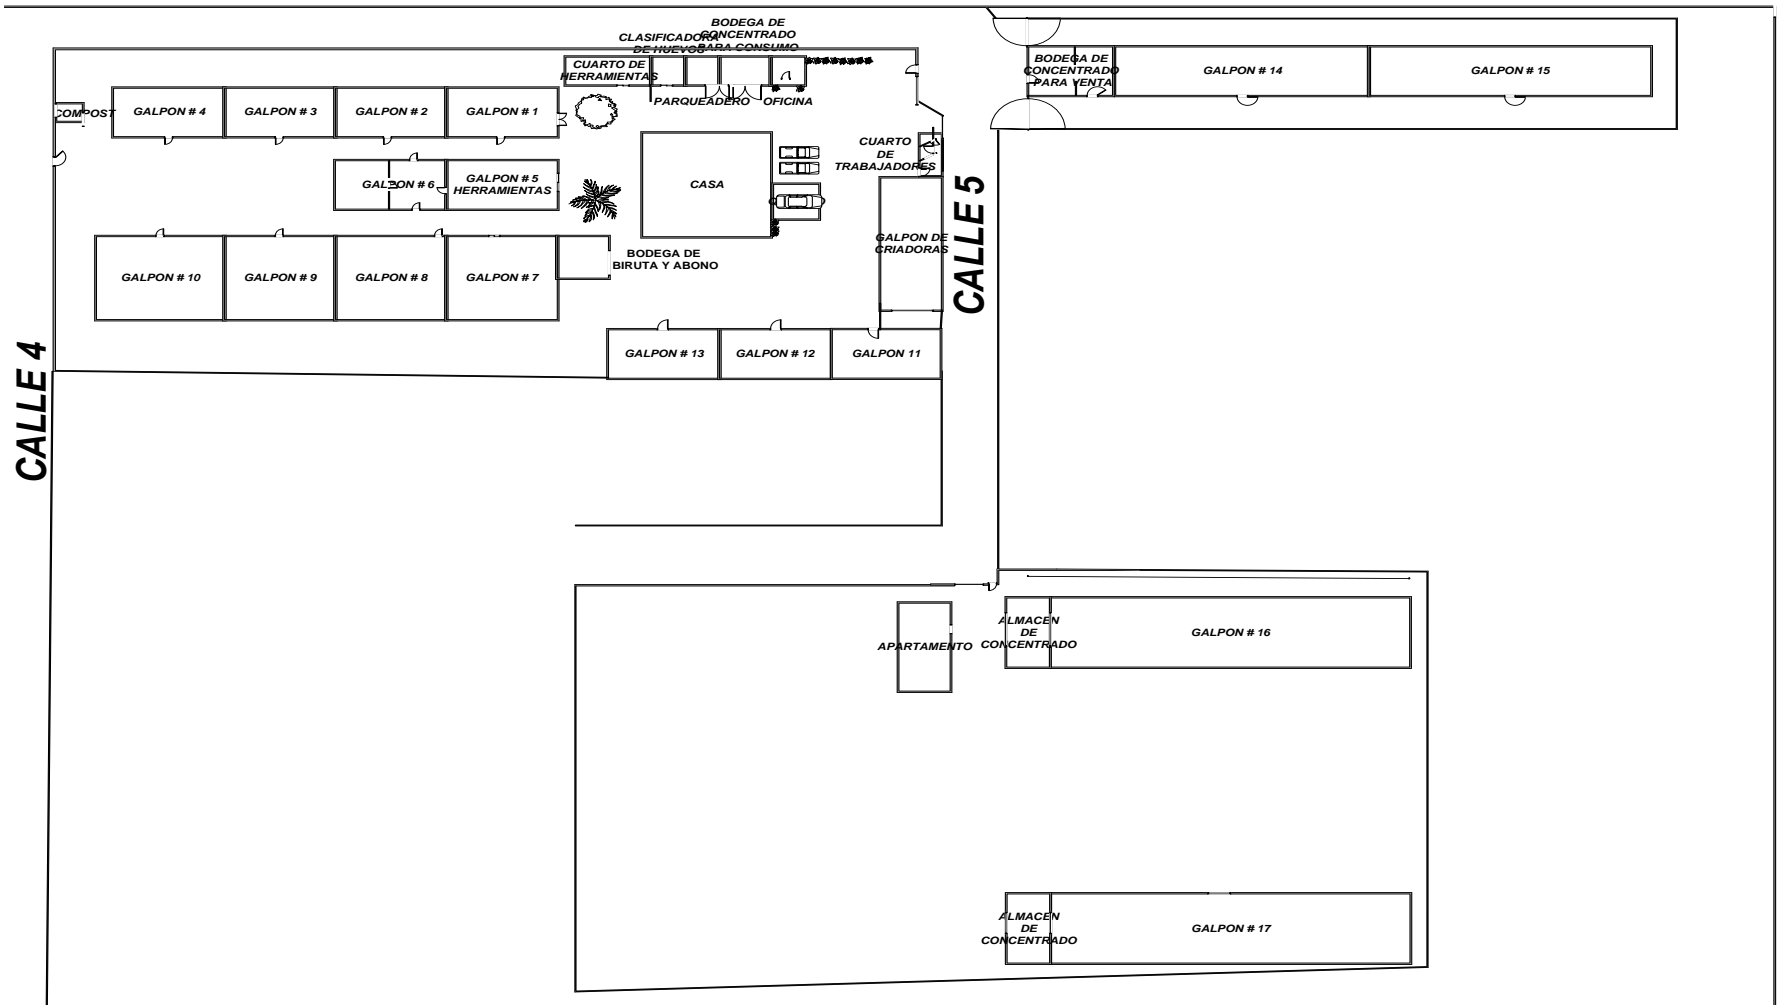 BODEGA DE
CONCENTRADO
PARA CONSUMO
CLASIFICADORA
DE HUEVOS
CUARTO DE
HERRAMIENTAS
PARQUEADERO
OFICINA
BODEGA DE
CONCENTRADO
PARA VENTA
GALPON # 14
GALPON # 15
COMPOST
GALPON # 4
GALPON # 3
GALPON # 2
GALPON # 1
CUARTO
DE
TRABAJADORES
GALPON # 6
GALPON # 5
HERRAMIENTAS
CASA
CALLE 5
GALPON DE
CRIADORAS
BODEGA DE
BIRUTA Y ABONO
GALPON # 10
GALPON # 9
GALPON # 8
GALPON # 7
GALPON # 13
GALPON # 12
GALPON 11
CALLE 4
APARTAMENTO
ALMACEN
DE
CONCENTRADO
GALPON # 16
ALMACEN
DE
CONCENTRADO
GALPON # 17